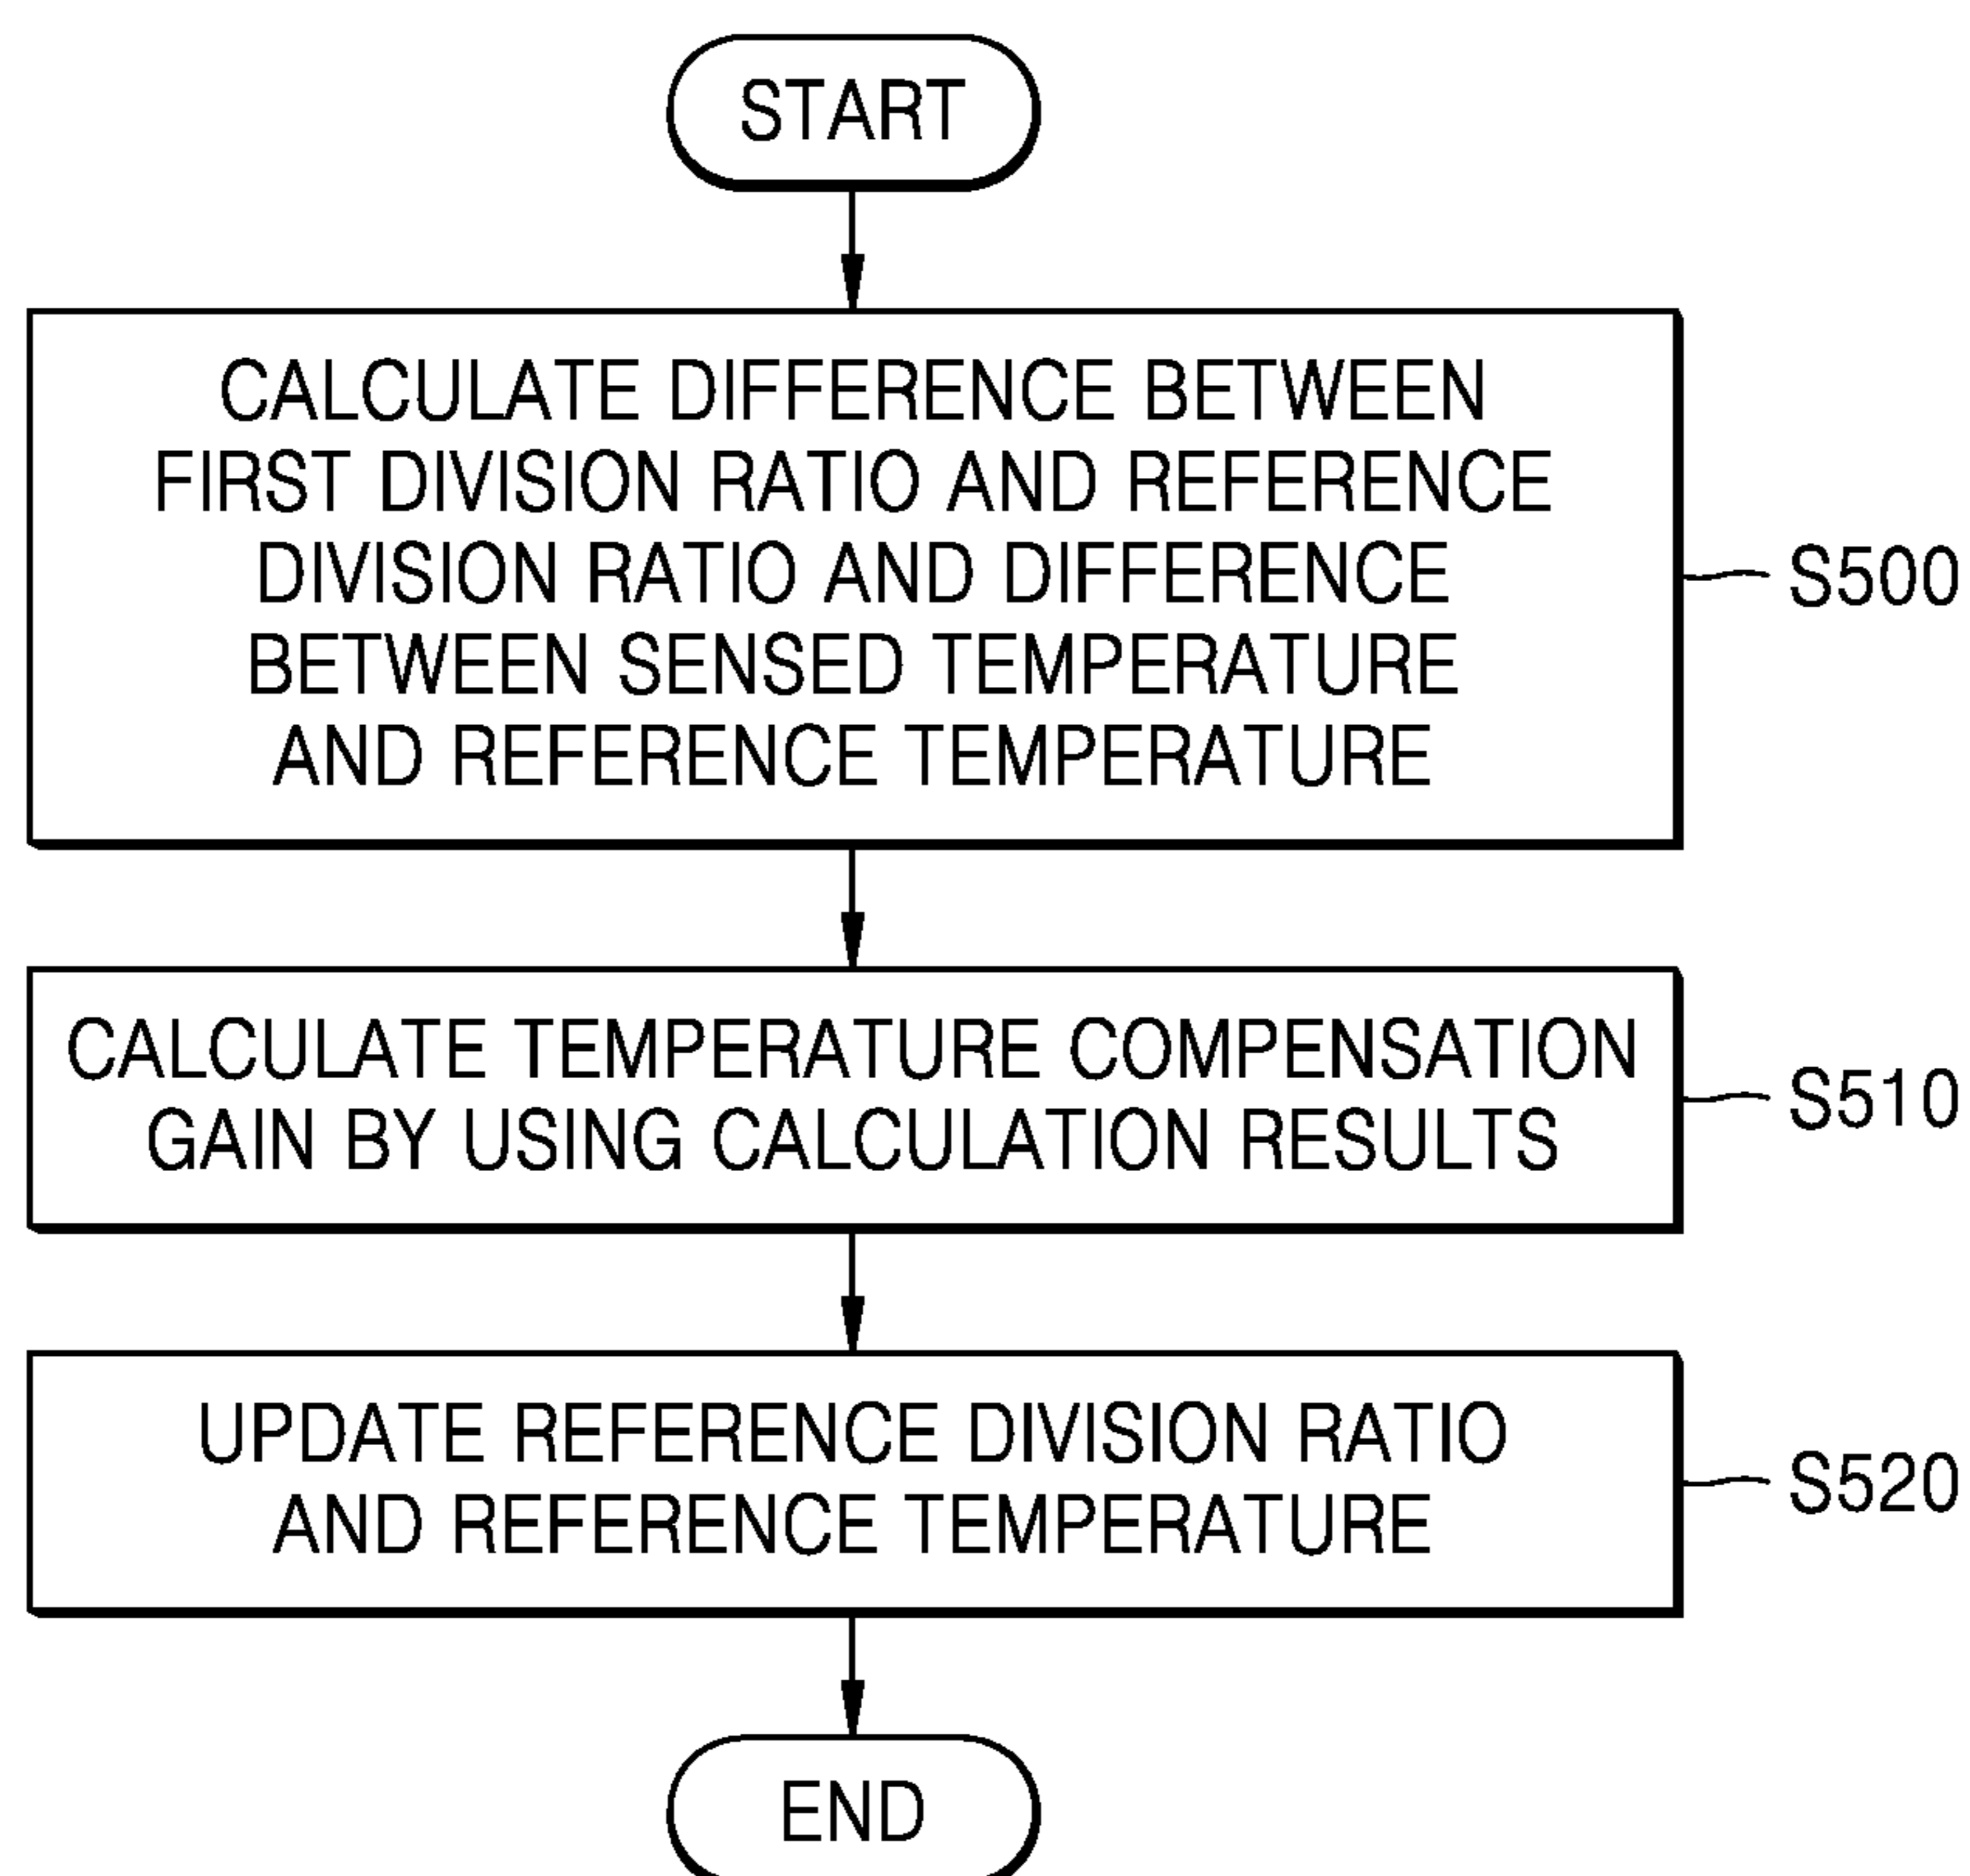 START
CALCULATE DIFFERENCE BETWEEN
FIRST DIVISION RATIO AND REFERENCE
DIVISION RATIO AND DIFFERENCE
BETWEEN SENSED TEMPERATURE
AND REFERENCE TEMPERATURE
S500
CALCULATE TEMPERATURE COMPENSATION
GAIN BY USING CALCULATION RESULTS
S510
UPDATE REFERENCE DIVISION RATIO
AND REFERENCE TEMPERATURE
S520
END